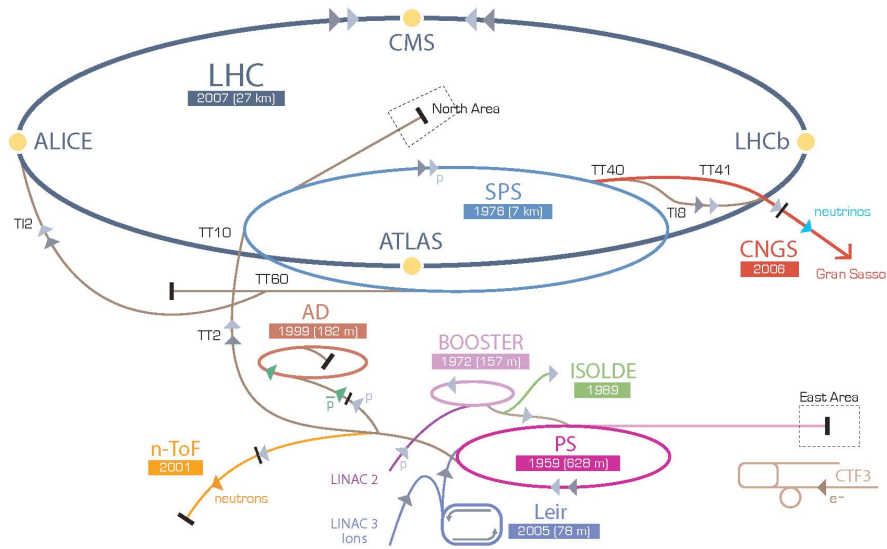 CMS
LHC
2007 (27 km)
North Area
ALICE
LHCb
TT40
TT41
SPS
1976 (7 km)
TI8
neutrinos
TI2
TT10
ATLAS
CNGS
2006
Gran Sasso
TT60
AD
1999 (182 m)
TT2
BOOSTER
1972 (157 m)
ISOLDE
1989
East Area
p
p
p
n-ToF
2001
neutrons
LINAC 2
p
PS
1959 (628 m)
CTF3
e-
LINAC 3
Ions
Leir
2005 (78 m)